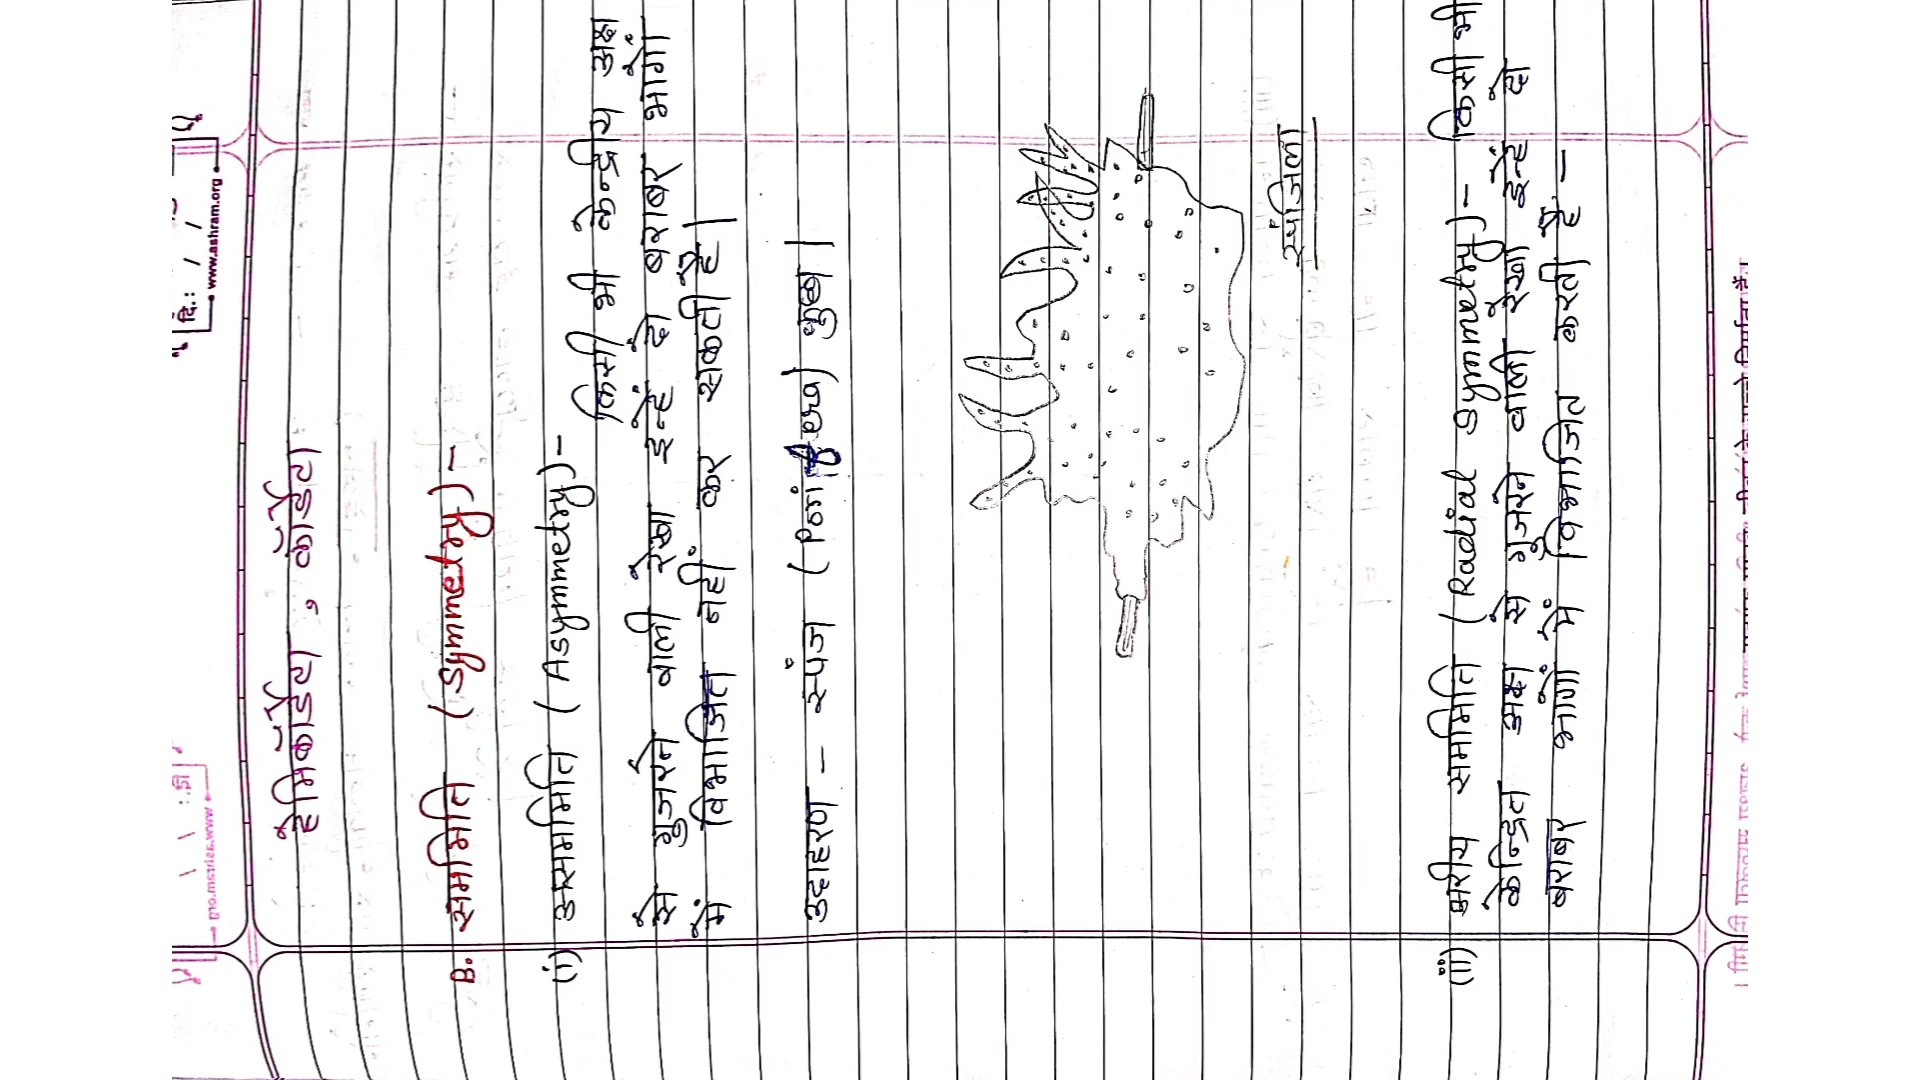 दि.: / /
www.ashram.org
हेमिकॉर्डेटा, कॉर्डेटा
B. सममिति (Symmetry) –
(i) असममिति (Asymmetry) –
किसी भी केन्द्रीय अक्ष
से गुजरने वाली रेखा इन्हें दो बराबर भागों
में विभाजित नहीं कर सकती है|
उदाहरण – स्पंज (Porifera) कुछ|
स्पंजिला
(ii) अरीय सममिति (Radial Symmetry) – किसी भी
केन्द्रित अक्ष से गुजरने वाली रेखा इन्हें दो
बराबर भागों में विभाजित करती है –